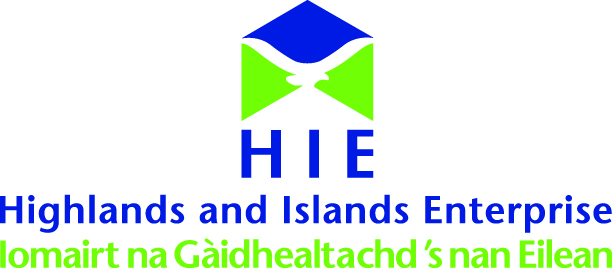 HIE
Highlands and Islands Enterprise
Iomairt na Gàidhealtachd 's nan Eilean